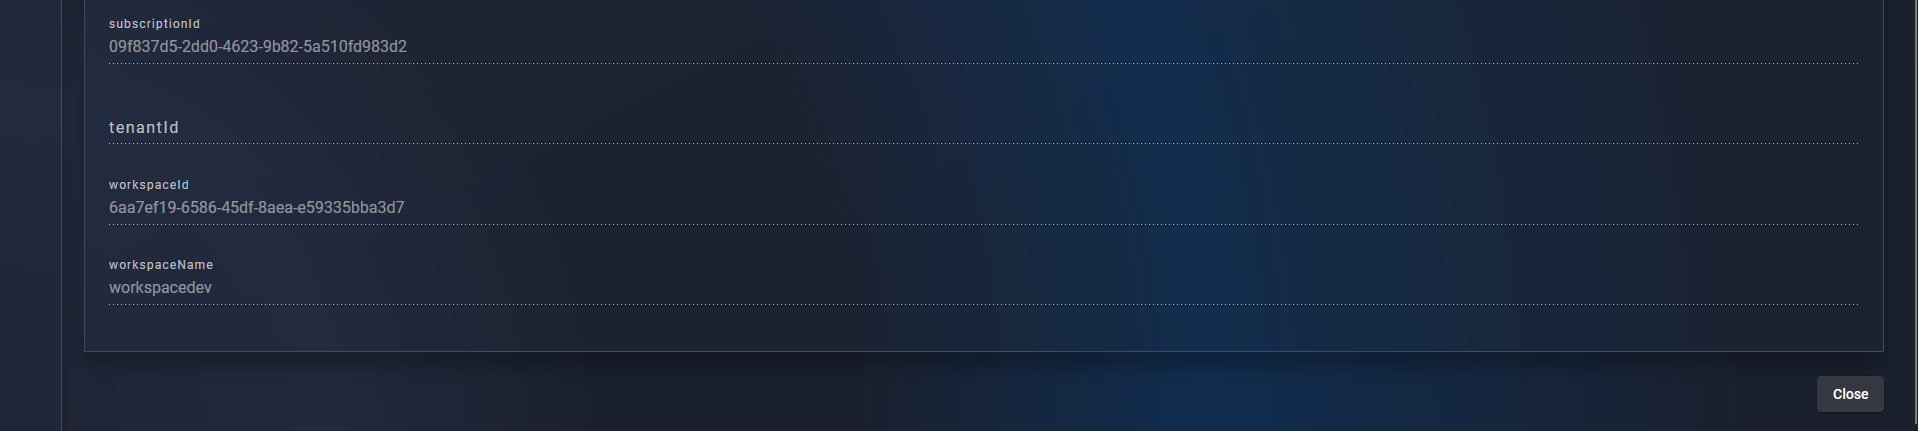 subscriptionId
09f837d5-2dd0-4623-9b82-5a510fd983d2
tenantId
workspaceId
6aa7ef19-6586-45df-8aea-e59335bba3d7
workspaceName
workspacedev
Close